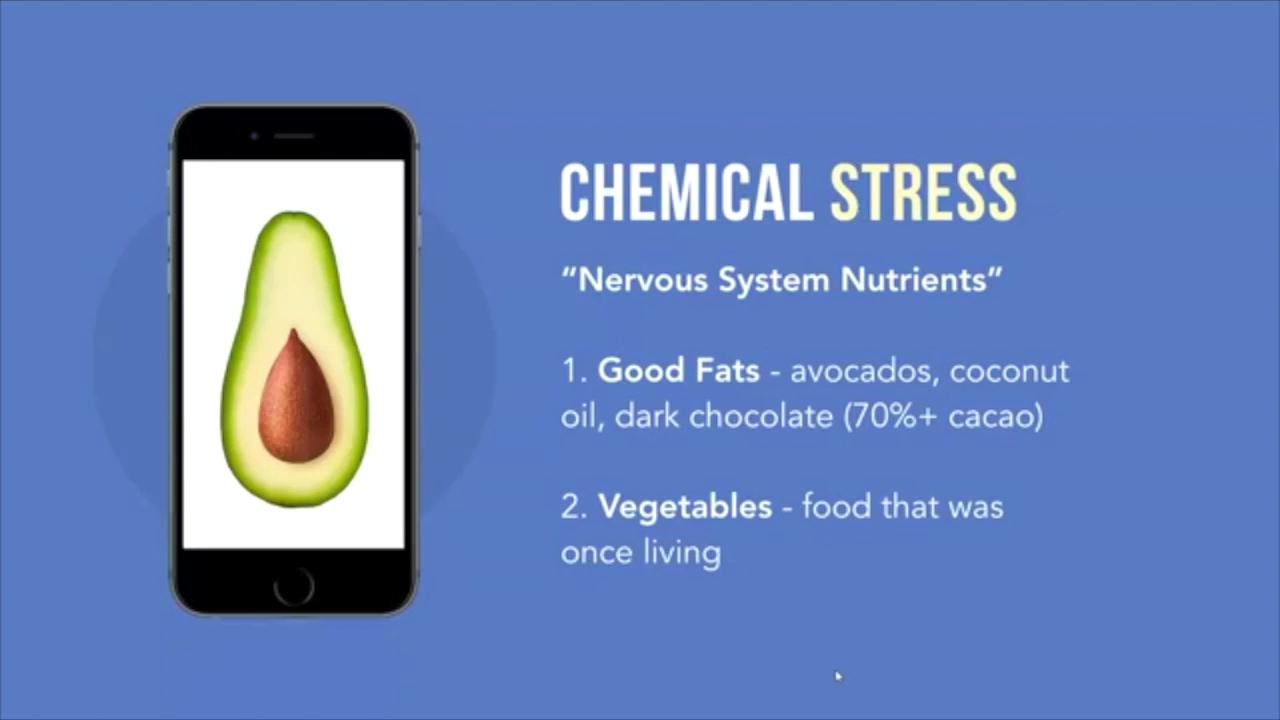 CHEMICAL STRESS
“Nervous System Nutrients”
1. Good Fats - avocados, coconut
oil, dark chocolate (70%+ cacao)
2. Vegetables - food that was
once living